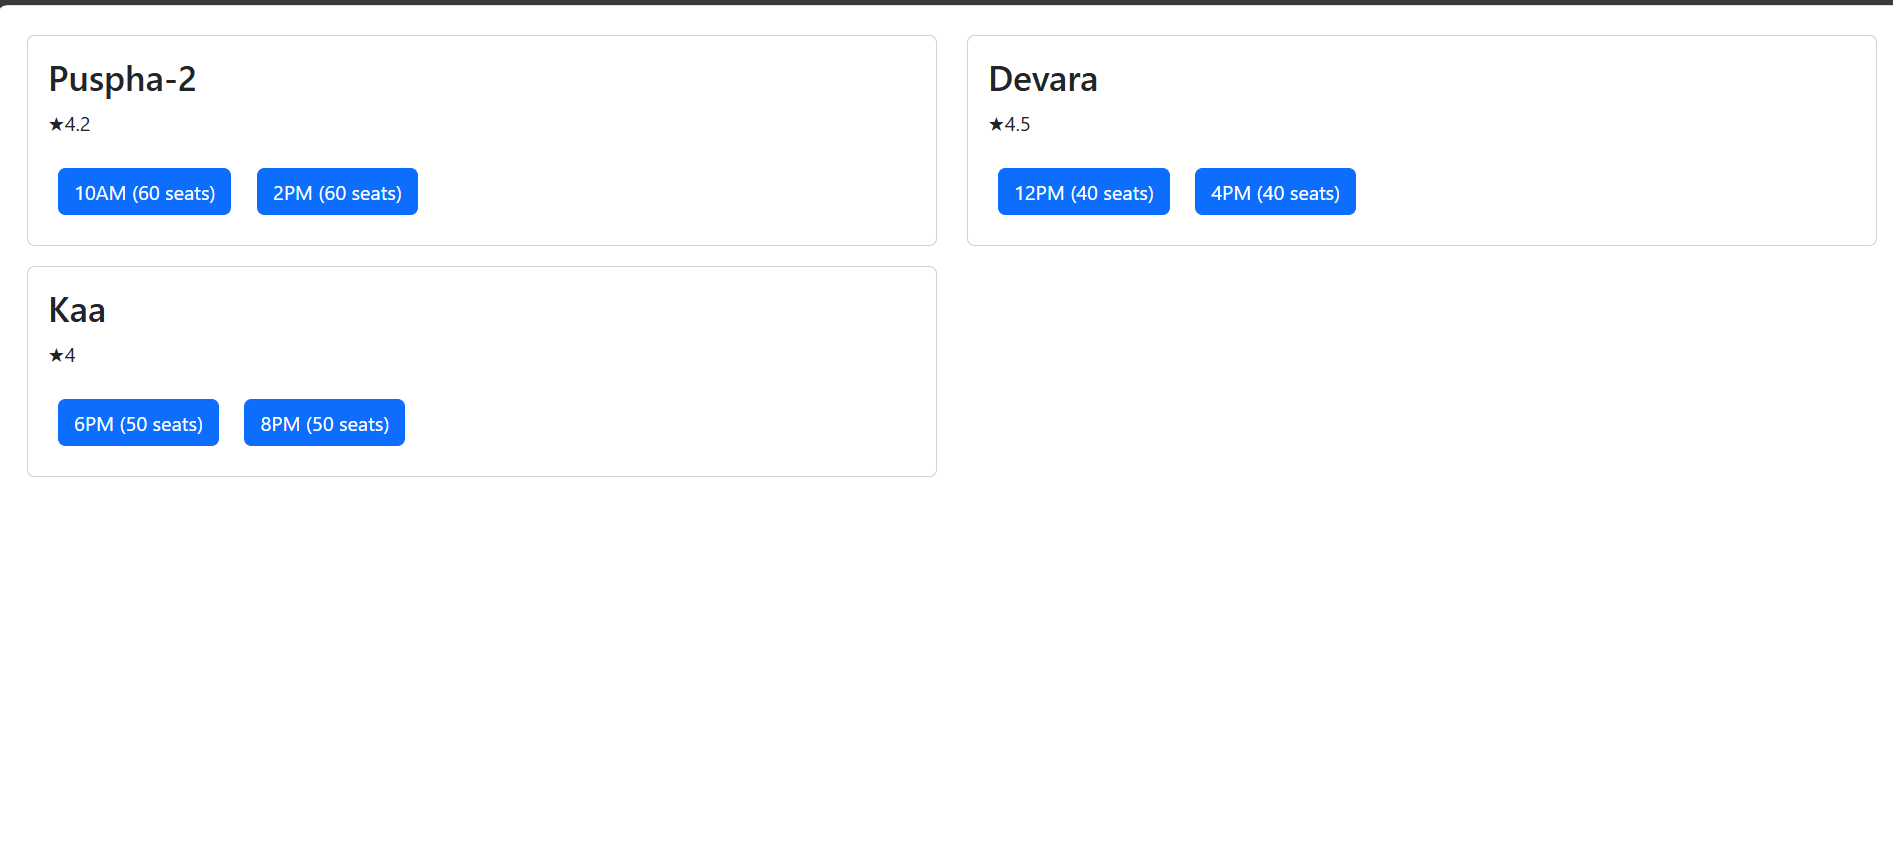 Puspha-2
★4.2
10AM (60 seats) 2PM (60 seats)
Devara
★4.5
12PM (40 seats) 4PM (40 seats)
Kaa
★4
6PM (50 seats) 8PM (50 seats)